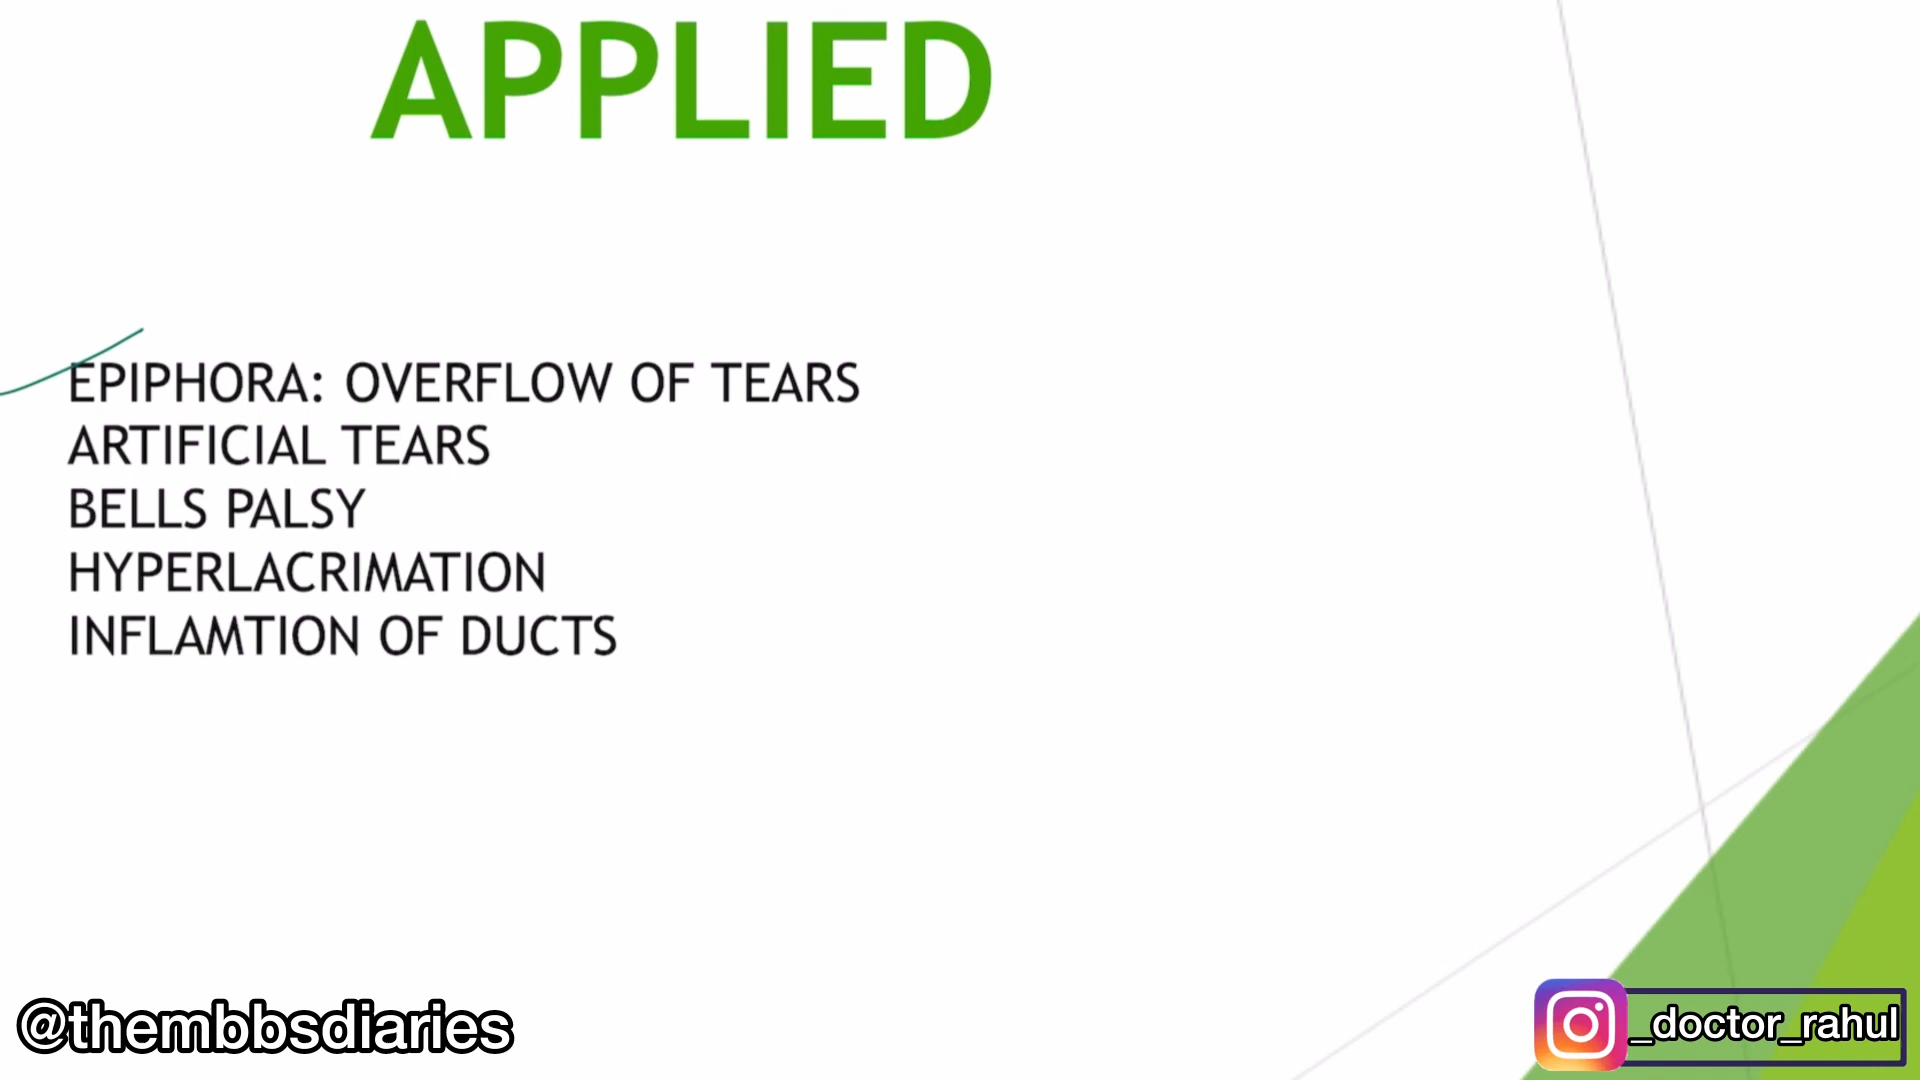 APPLIED
EPIPHORA: OVERFLOW OF TEARS
ARTIFICIAL TEARS
BELLS PALSY
HYPERLACRIMATION
INFLAMTION OF DUCTS
@thembbsdiaries
_doctor_rahul